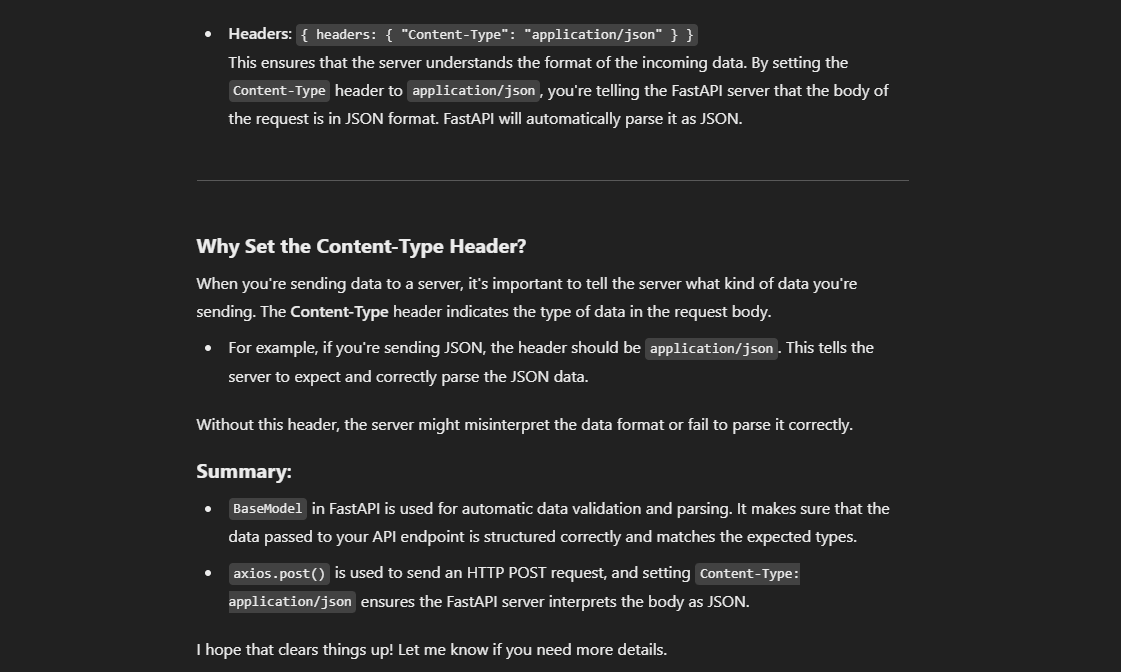 Headers: { headers: { "Content-Type": "application/json" } }
This ensures that the server understands the format of the incoming data. By setting the
Content-Type header to application/json, you're telling the FastAPI server that the body of
the request is in JSON format. FastAPI will automatically parse it as JSON.
Why Set the Content-Type Header?
When you're sending data to a server, it's important to tell the server what kind of data you're
sending. The Content-Type header indicates the type of data in the request body.
For example, if you're sending JSON, the header should be application/json. This tells the
server to expect and correctly parse the JSON data.
Without this header, the server might misinterpret the data format or fail to parse it correctly.
Summary:
BaseModel in FastAPI is used for automatic data validation and parsing. It makes sure that the
data passed to your API endpoint is structured correctly and matches the expected types.
axios.post() is used to send an HTTP POST request, and setting Content-Type:
application/json ensures the FastAPI server interprets the body as JSON.
I hope that clears things up! Let me know if you need more details.